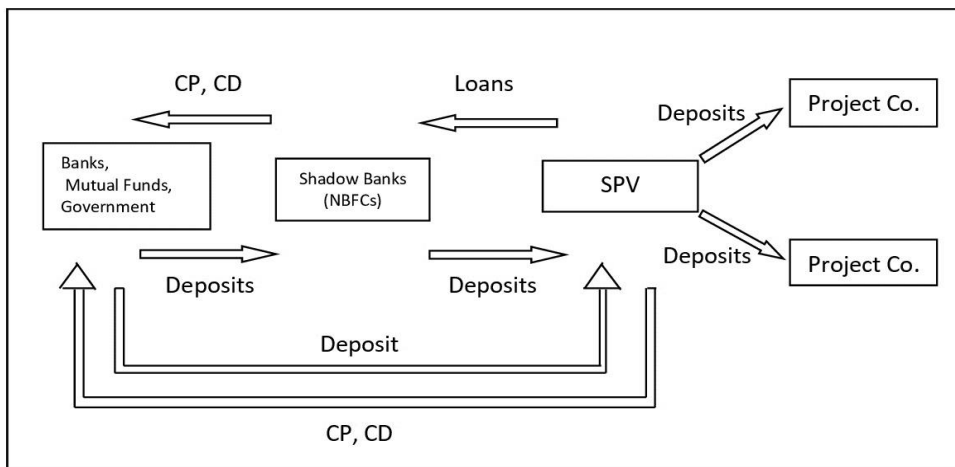 CP, CD
Loans
Deposits
Project Co.
Banks,
Mutual Funds,
Government
Shadow Banks
(NBFCs)
SPV
Deposits
Project Co.
Deposits
Deposits
Deposit
CP, CD